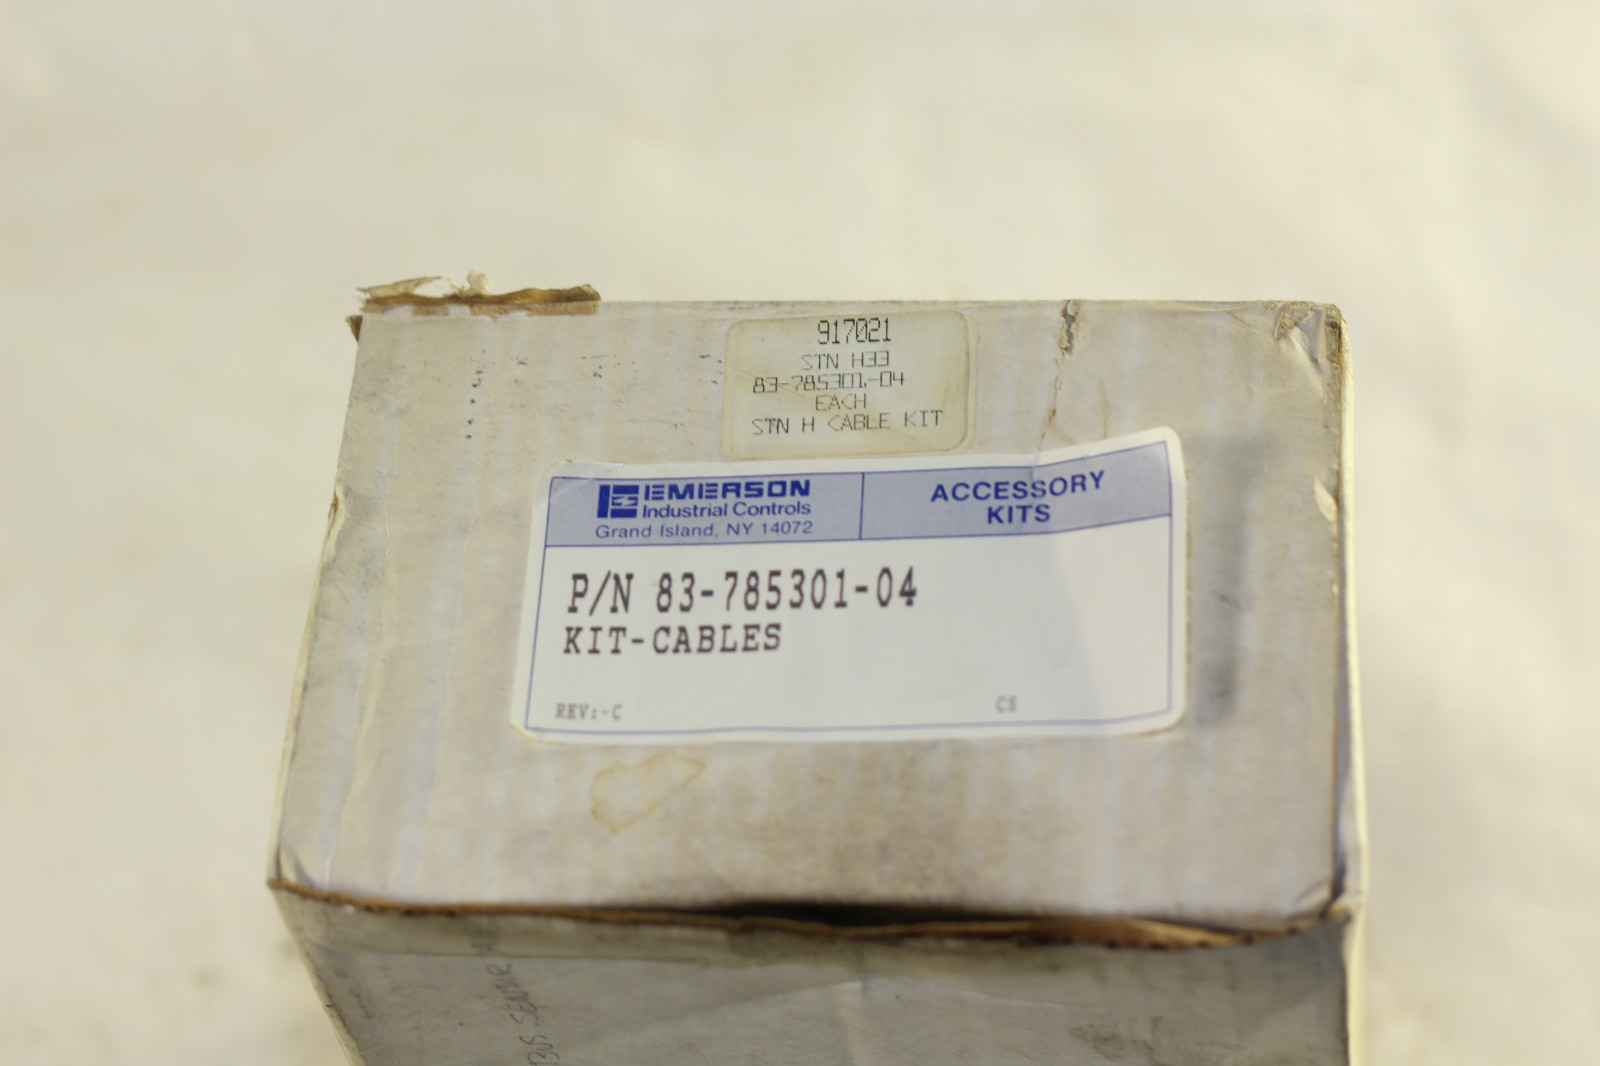 917021
STN H33
83-785301-04
EACH
STN H CABLE KIT
EMERSON
Industrial Controls
Grand Island, NY 14072
ACCESSORY
KITS
P/N 83-785301-04
KIT-CABLES
REV:-C
CS